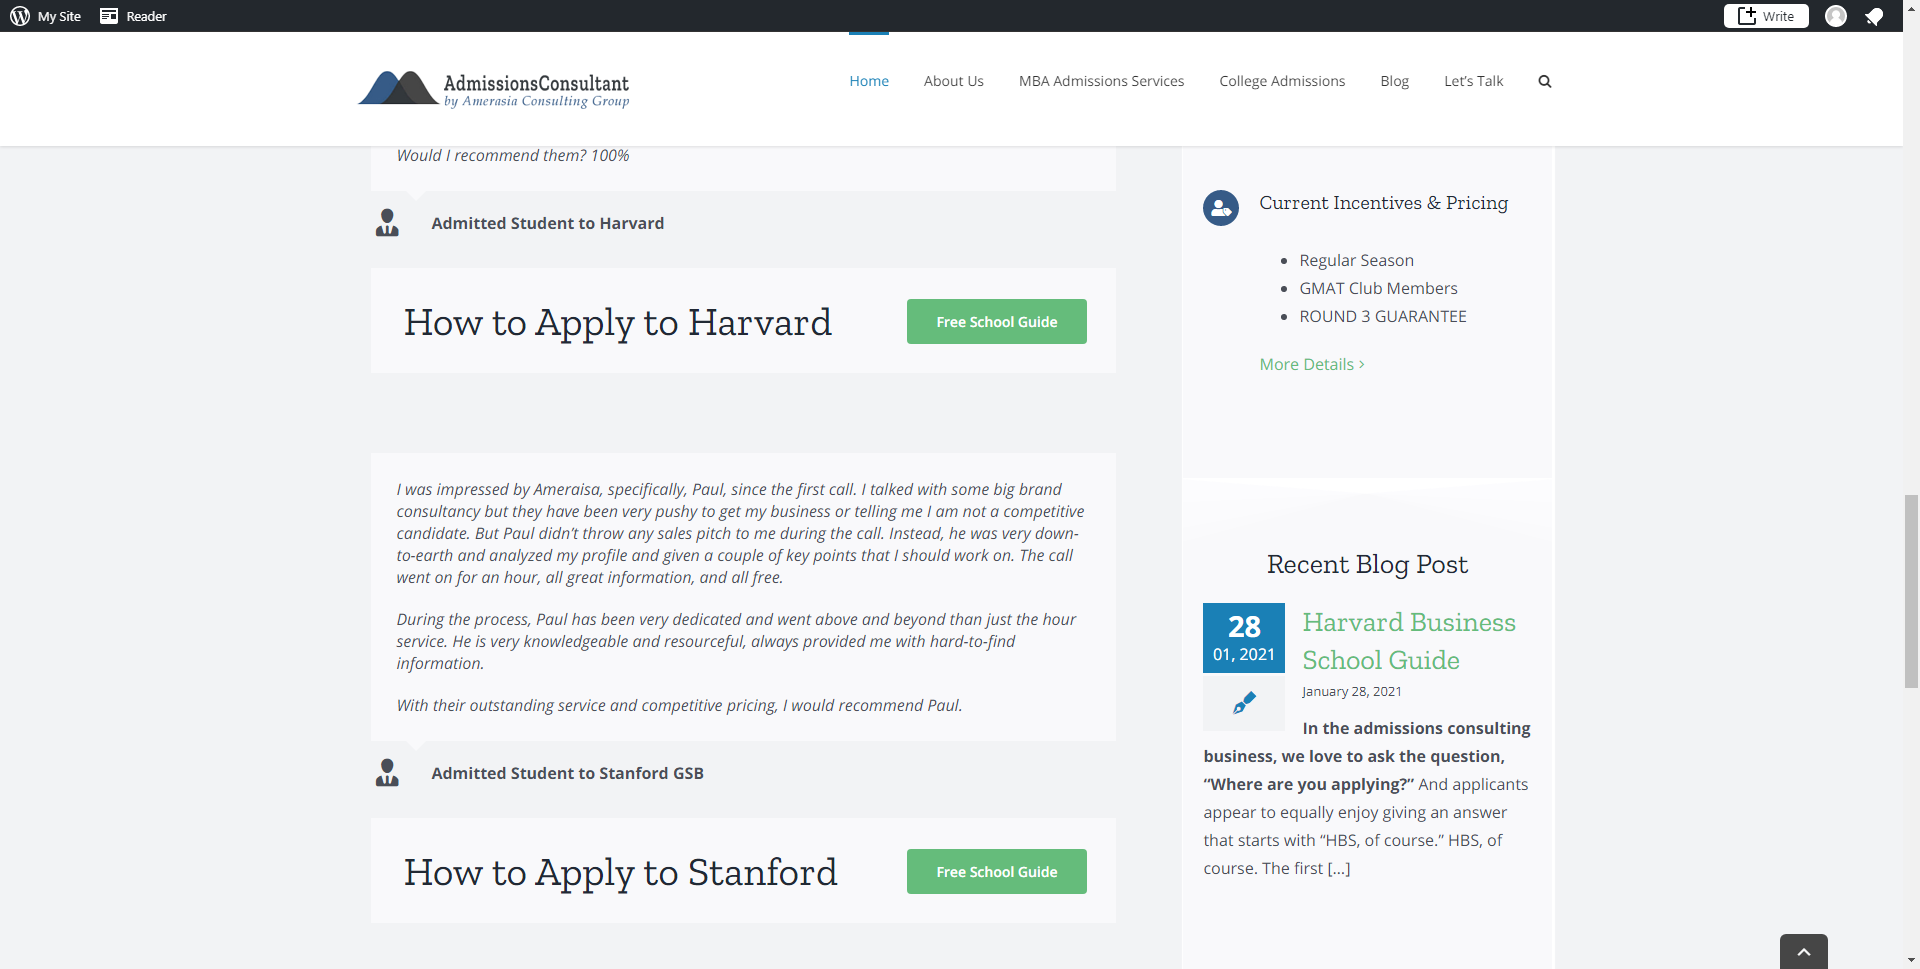 My Site
Reader
Write
AdmissionsConsultant
by Amerasia Consulting Group
Home
About Us
MBA Admissions Services
College Admissions
Blog
Let's Talk
Would I recommend them? 100%
Admitted Student to Harvard
How to Apply to Harvard
Free School Guide
I was impressed by Ameraisa, specifically, Paul, since the first call. I talked with some big brand
consultancy but they have been very pushy to get my business or telling me I am not a competitive
candidate. But Paul didn’t throw any sales pitch to me during the call. Instead, he was very down-
to-earth and analyzed my profile and given a couple of key points that I should work on. The call
went on for an hour, all great information, and all free.
During the process, Paul has been very dedicated and went above and beyond than just the hour
service. He is very knowledgeable and resourceful, always provided me with hard-to-find
information.
With their outstanding service and competitive pricing, I would recommend Paul.
Admitted Student to Stanford GSB
How to Apply to Stanford
Free School Guide
Current Incentives & Pricing
Regular Season
GMAT Club Members
ROUND 3 GUARANTEE
More Details
Recent Blog Post
28
01, 2021
Harvard Business
School Guide
January 28, 2021
In the admissions consulting
business, we love to ask the question,
“Where are you applying?” And applicants
appear to equally enjoy giving an answer
that starts with “HBS, of course.” HBS, of
course. The first [...]